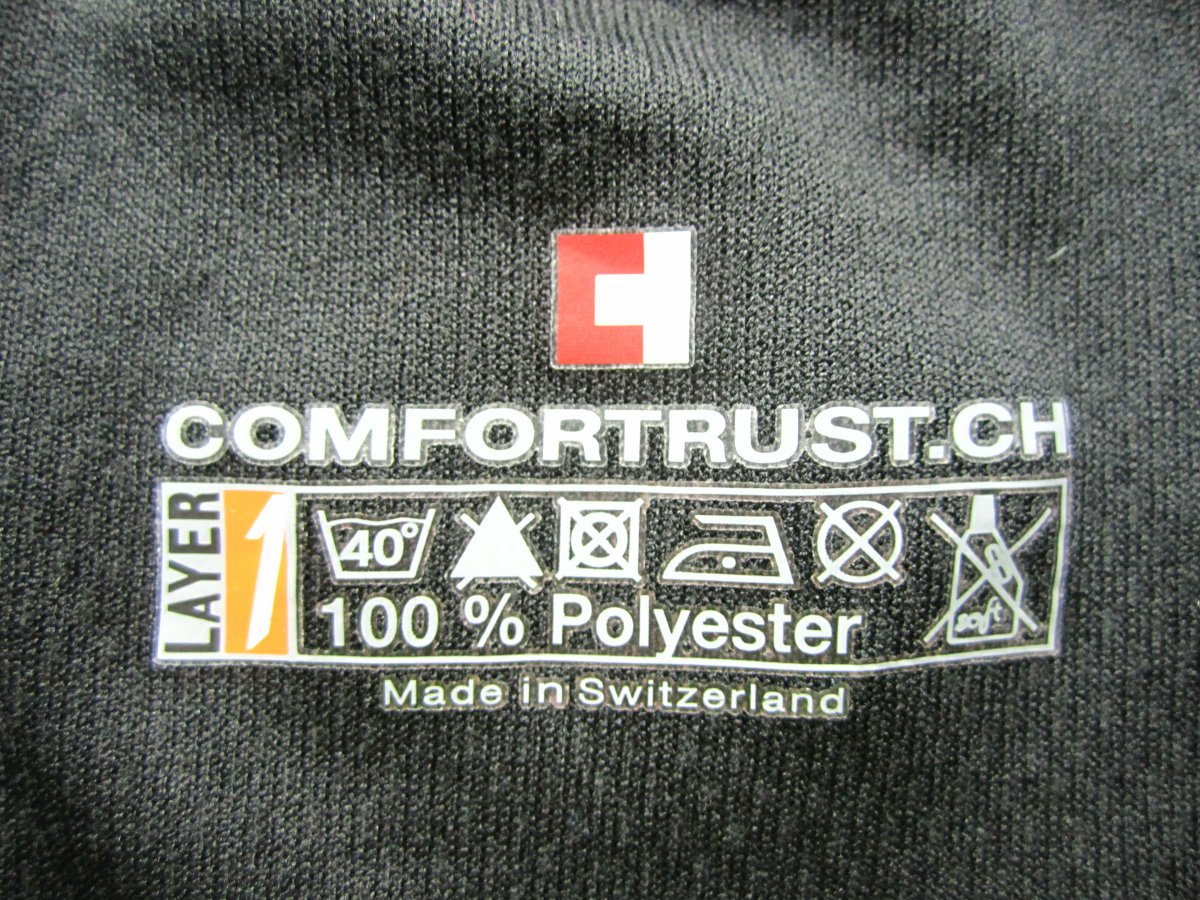 COMFORTRUST.CH
LAYER 1
40°
100 % Polyester
soft
Made in Switzerland